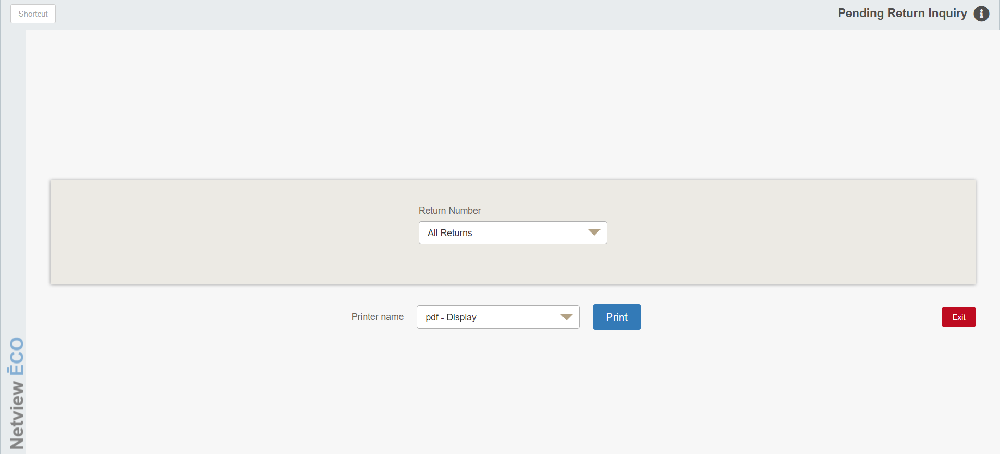 Shortcut
Pending Return Inquiry
Return Number
All Returns
Printer name
pdf - Display
Print
Exit
Netview ĒCO